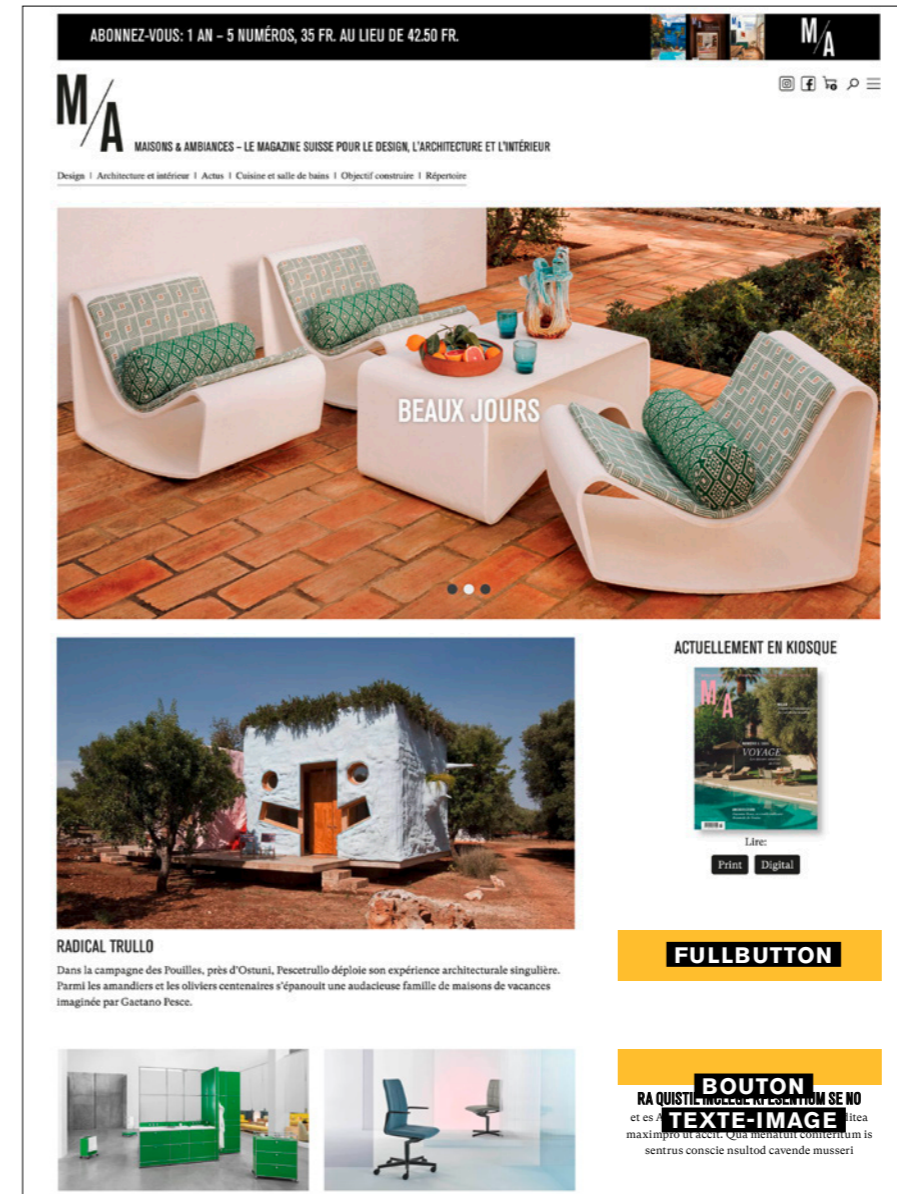 ABONNEZ-VOUS: 1 AN – 5 NUMÉROS, 35 FR. AU LIEU DE 42.50 FR.
M/A
M/A
MAISONS & AMBIANCES – LE MAGAZINE SUISSE POUR LE DESIGN, L'ARCHITECTURE ET L'INTÉRIEUR
Design | Architecture et intérieur | Actus | Cuisine et salle de bains | Objectif construire | Répertoire
BEAUX JOURS
ACTUELLEMENT EN KIOSQUE
M/A
VOYAGE
Lire:
Print Digital
RADICAL TRULLO
Dans la campagne des Pouilles, près d'Ostuni, Pescetrullo déploie son expérience architecturale singulière.
Parmi les amandiers et les oliviers centenaires s'épanouit une audacieuse famille de maisons de vacances
imaginée par Gaetano Pesce.
FULLBUTTON
BOUTON
TEXTE-IMAGE
RA QUISTIE SE NO
et es
maximpro ut accit. Qua menatuit coniteritum is
sentrus conscie nsultod cavende musseri